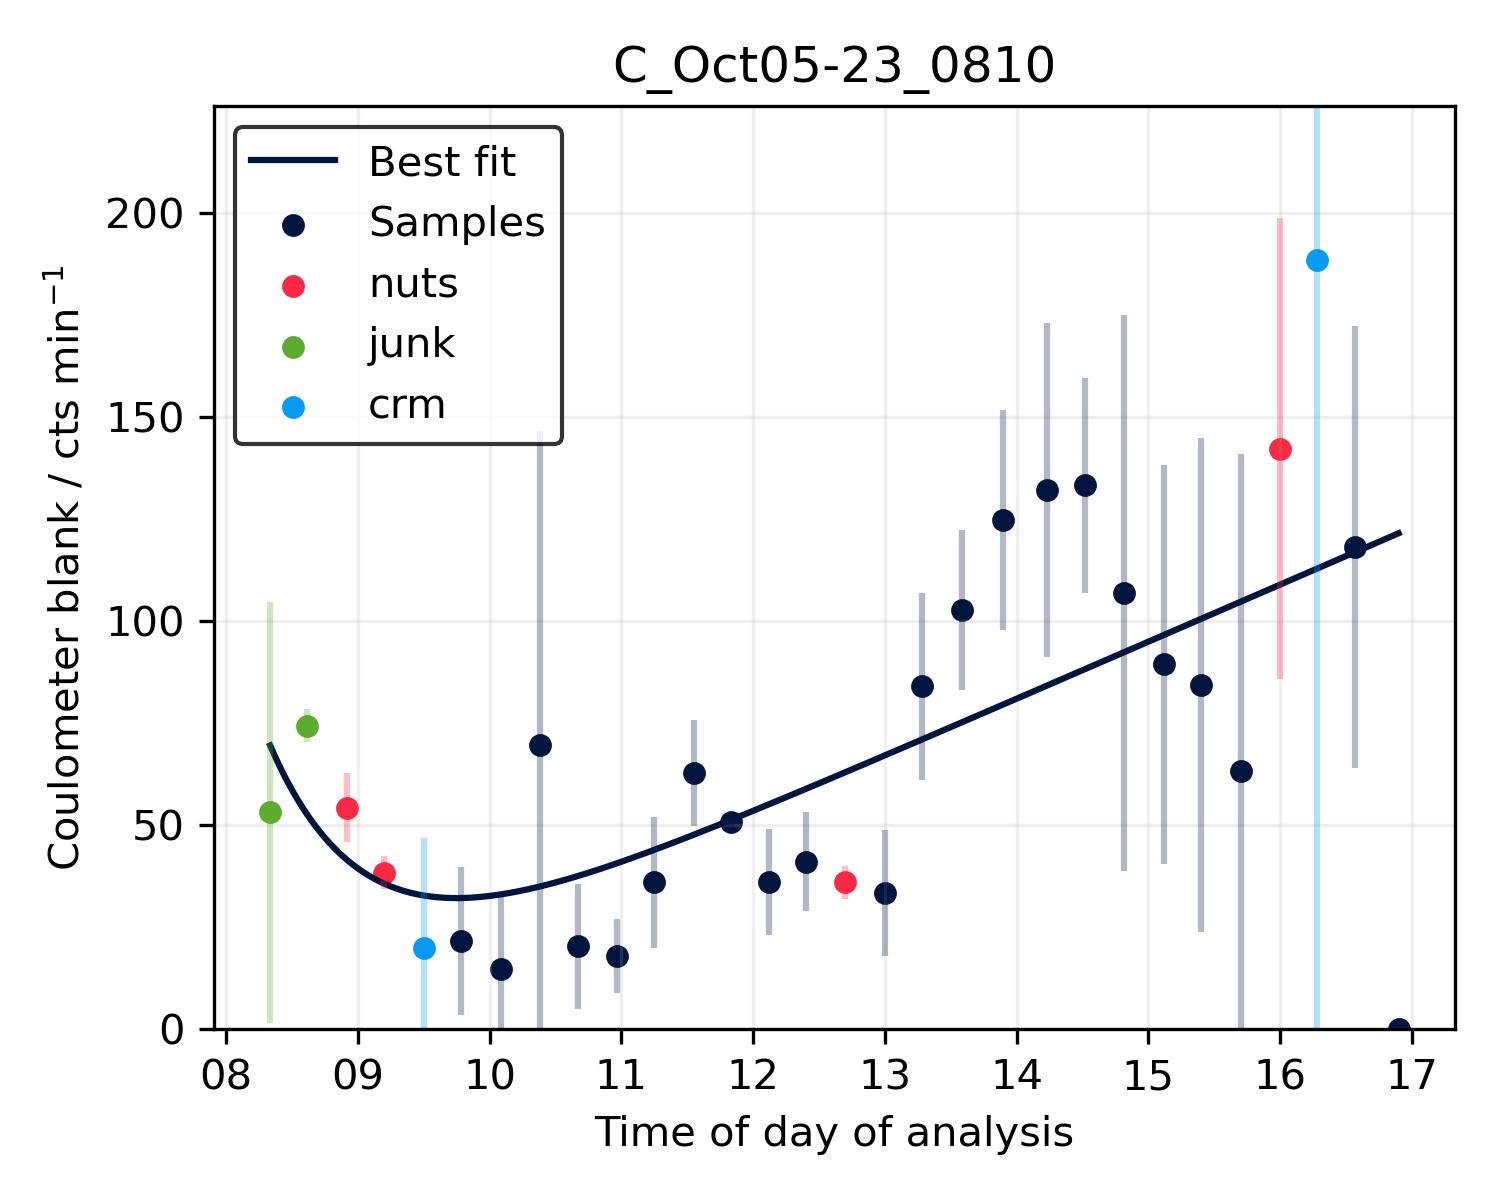 C_Oct05-23_0810
Best fit
Samples
nuts
junk
crm
Coulometer blank / cts min⁻¹
200
150
100
50
0
08 09 10 11 12 13 14 15 16 17
Time of day of analysis